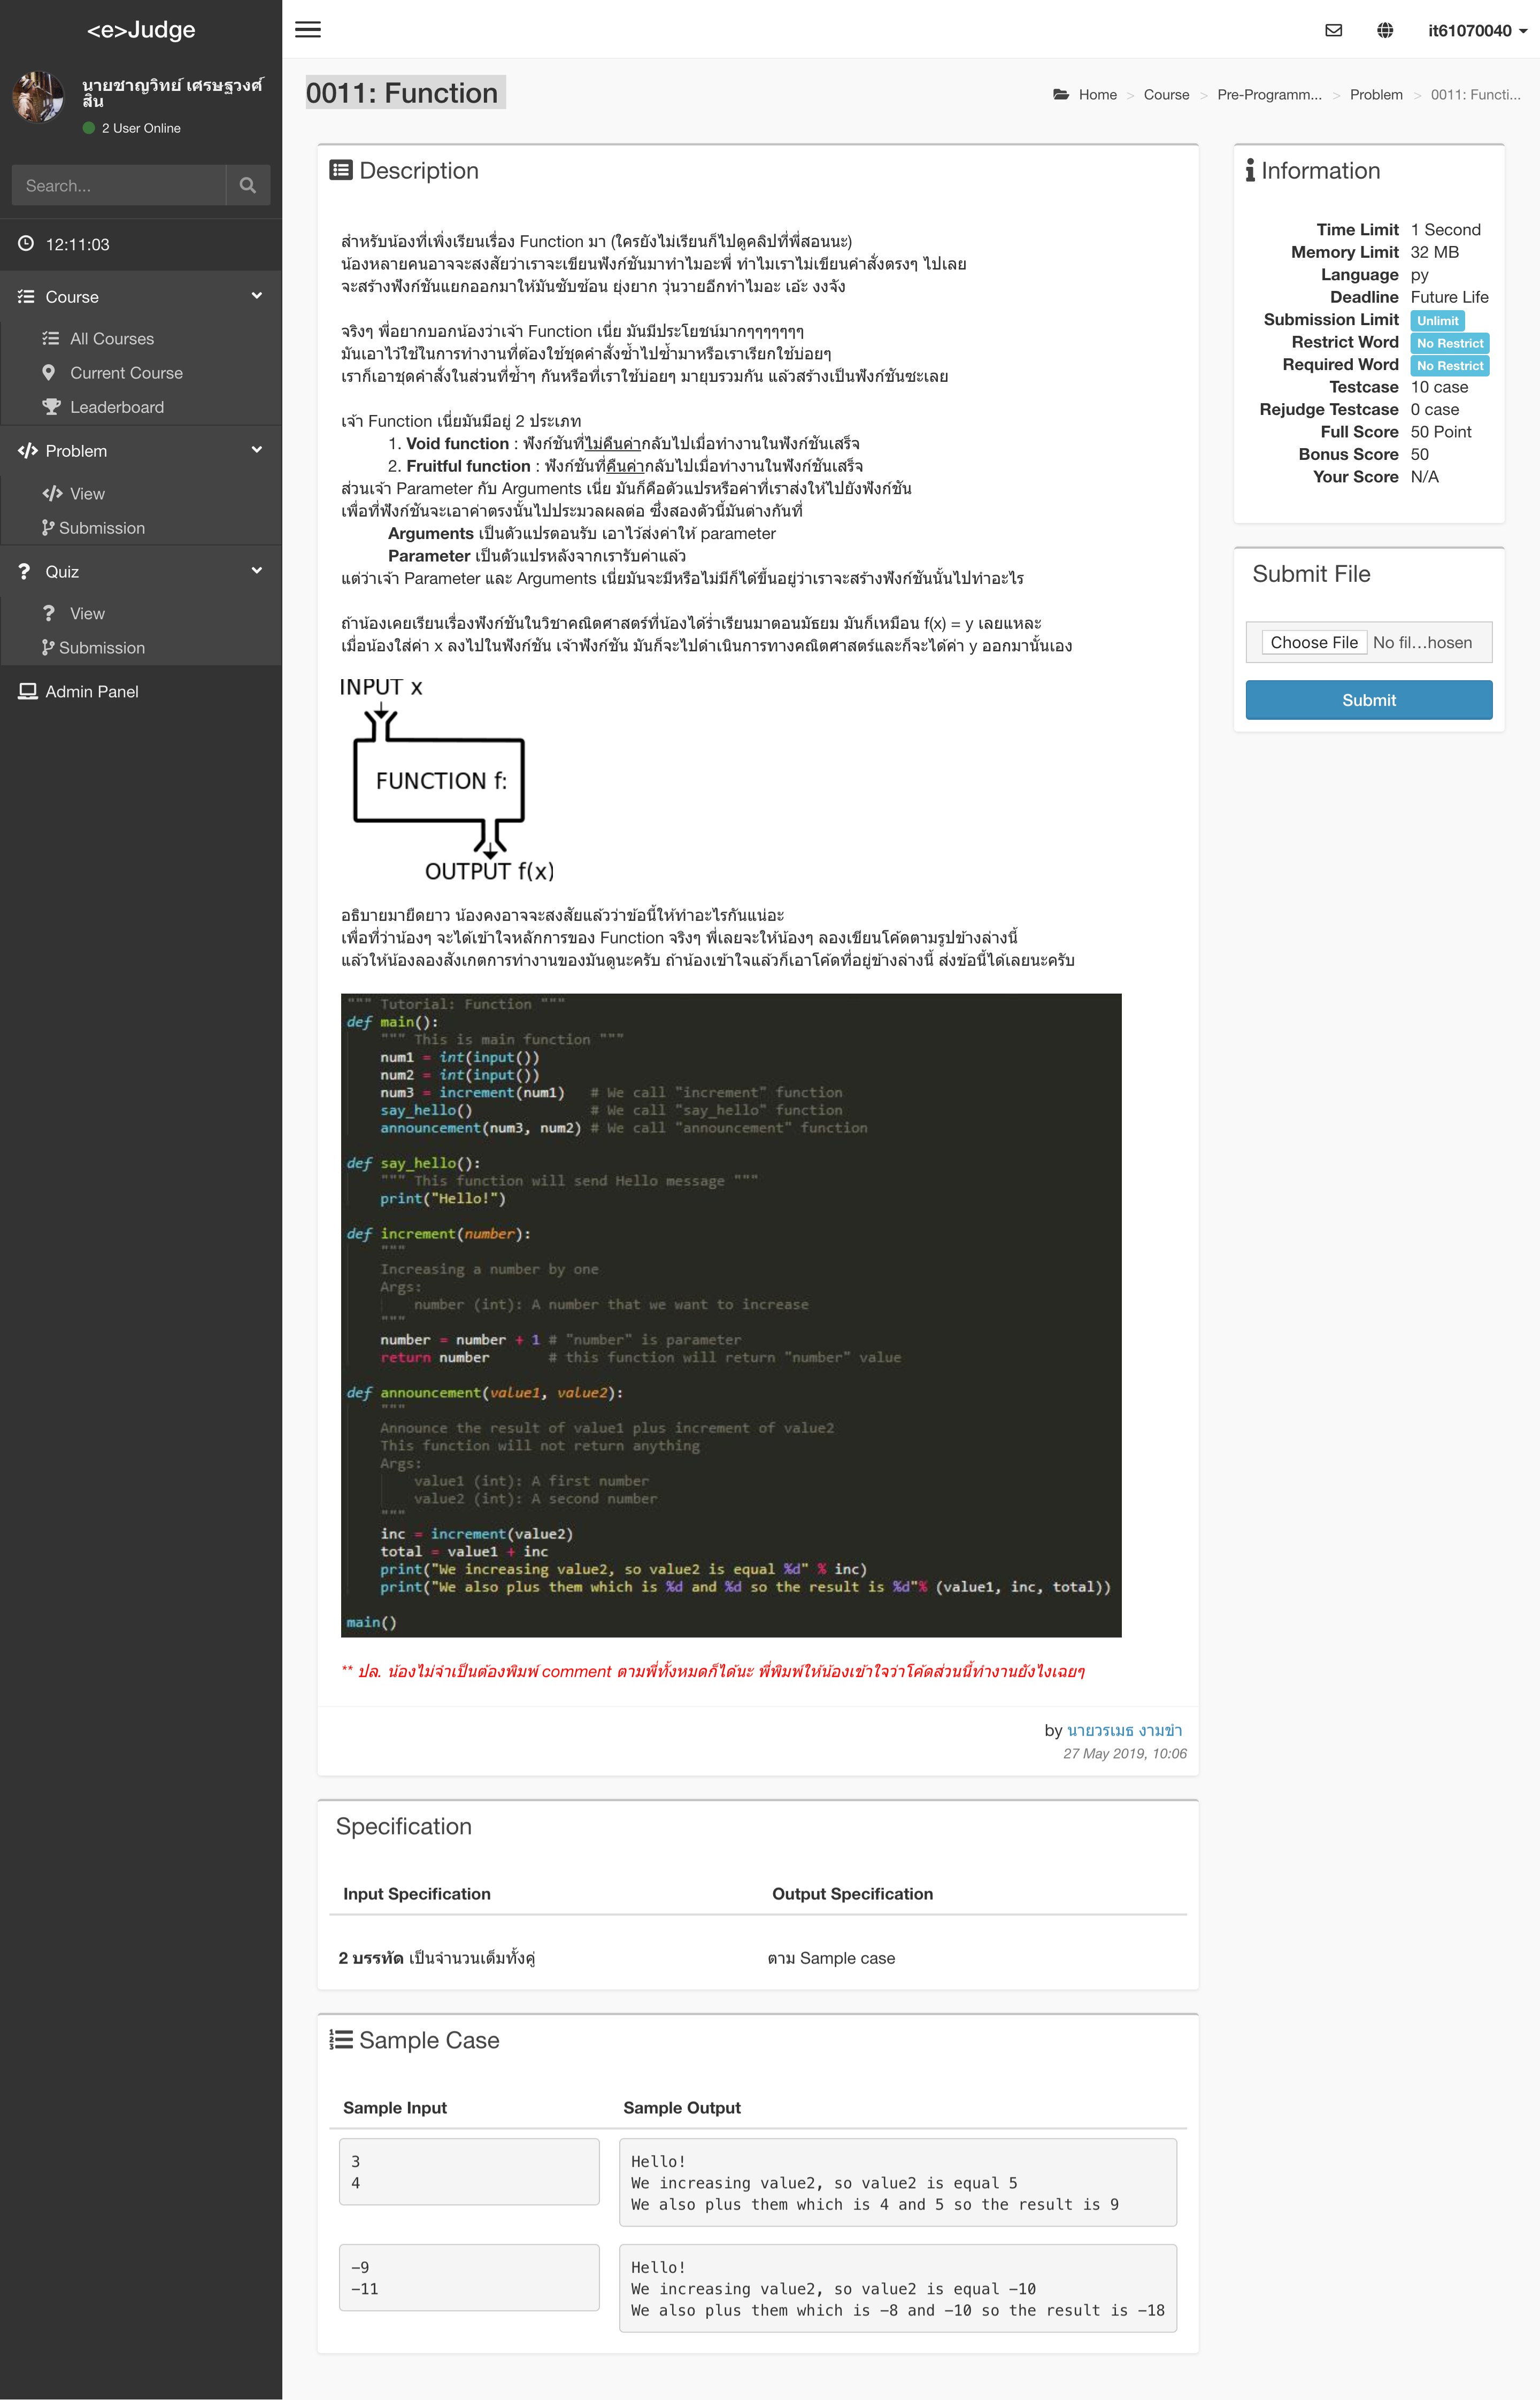 <e>Judge
นายชาญวิทย์ เศรษฐวงศ์
สิน
2 User Online
Search...
12:11:03
Course
All Courses
Current Course
Leaderboard
Problem
View
Submission
Quiz
View
Submission
Admin Panel
it61070040
0011: Function
Home > Course > Pre-Programm... > Problem > 0011: Functi...
Description
สำหรับน้องที่เพิ่งเรียนเรื่อง Function มา (ใครยังไม่เรียนก็ไปดูคลิปที่พี่สอนนะ)
น้องหลายคนอาจจะสงสัยว่าเราจะเขียนฟังก์ชันมาทำไมอะพี่ ทำไมเราไม่เขียนคำสั่งตรงๆ ไปเลย
จะสร้างฟังก์ชันแยกออกมาให้มันซับซ้อน ยุ่งยาก วุ่นวายอีกทำไมอะ เอ๊ะ งงจัง
จริงๆ พี่อยากบอกน้องว่าเจ้า Function เนี่ย มันมีประโยชน์มากๆๆๆๆๆๆ
มันเอาไว้ใช้ในการทำงานที่ต้องใช้ชุดคำสั่งซ้ำไปซ้ำมาหรือเราเรียกใช้บ่อยๆ
เราก็เอาชุดคำสั่งในส่วนที่ซ้ำๆ กันหรือที่เราใช้บ่อยๆ มายุบรวมกัน แล้วสร้างเป็นฟังก์ชันซะเลย
เจ้า Function เนี่ยมันมีอยู่ 2 ประเภท
1. Void function : ฟังก์ชันที่ไม่คืนค่ากลับไปเมื่อทำงานในฟังก์ชันเสร็จ
2. Fruitful function : ฟังก์ชันที่คืนค่ากลับไปเมื่อทำงานในฟังก์ชันเสร็จ
ส่วนเจ้า Parameter กับ Arguments เนี่ย มันก็คือตัวแปรหรือค่าที่เราส่งให้ไปยังฟังก์ชัน
เพื่อที่ฟังก์ชันจะเอาค่าตรงนั้นไปประมวลผลต่อ ซึ่งสองตัวนี้มันต่างกันที่
Arguments เป็นตัวแปรตอนรับ เอาไว้ส่งค่าให้ parameter
Parameter เป็นตัวแปรหลังจากเรารับค่าแล้ว
แต่ว่าเจ้า Parameter และ Arguments เนี่ยมันจะมีหรือไม่มีก็ได้ขึ้นอยู่ว่าเราจะสร้างฟังก์ชันนั้นไปทำอะไร
ถ้าน้องเคยเรียนเรื่องฟังก์ชันในวิชาคณิตศาสตร์ที่น้องได้ร่ำเรียนมาตอนมัธยม มันก็เหมือน f(x) = y เลยแหละ
เมื่อน้องใส่ค่า x ลงไปในฟังก์ชัน เจ้าฟังก์ชัน มันก็จะไปดำเนินการทางคณิตศาสตร์และก็จะได้ค่า y ออกมานั้นเอง
INPUT x
FUNCTION f:
OUTPUT f(x)
อธิบายมายืดยาว น้องคงอาจจะสงสัยแล้วว่าข้อนี้ให้ทำอะไรกันแน่อะ
เพื่อที่ว่าน้องๆ จะได้เข้าใจหลักการของ Function จริงๆ พี่เลยจะให้น้องๆ ลองเขียนโค้ดตามรูปข้างล่างนี้
แล้วให้น้องลองสังเกตการทำงานของมันดูนะครับ ถ้าน้องเข้าใจแล้วก็เอาโค้ดที่อยู่ข้างล่างนี้ ส่งข้อนี้ได้เลยนะครับ
""" Tutorial: Function """
def main():
""" This is main function """
num1 = int(input())
num2 = int(input())
num3 = increment(num1) # We call "increment" function
say_hello() # We call "say_hello" function
announcement(num3, num2) # We call "announcement" function
def say_hello():
""" This function will send Hello message """
print("Hello!")
def increment(number):
"""
Increasing a number by one
Args:
number (int): A number that we want to increase
"""
number = number + 1 # "number" is parameter
return number # this function will return "number" value
def announcement(value1, value2):
"""
Announce the result of value1 plus increment of value2
This function will not return anything
Args:
value1 (int): A first number
value2 (int): A second number
"""
inc = increment(value2)
total = value1 + inc
print("We increasing value2, so value2 is equal %d" % inc)
print("We also plus them which is %d and %d so the result is %d"% (value1, inc, total))
main()
** ปล. น้องไม่จำเป็นต้องพิมพ์ comment ตามพี่ทั้งหมดก็ได้นะ พี่พิมพ์ให้น้องเข้าใจว่าโค้ดส่วนนี้ทำงานยังไงเฉยๆ
by นายวรเมธ งามขำ
27 May 2019, 10:06
Specification
Input Specification Output Specification
2 บรรทัด เป็นจำนวนเต็มทั้งคู่ ตาม Sample case
Sample Case
Sample Input Sample Output
3
4
Hello!
We increasing value2, so value2 is equal 5
We also plus them which is 4 and 5 so the result is 9
-9
-11
Hello!
We increasing value2, so value2 is equal -10
We also plus them which is -8 and -10 so the result is -18
Information
Time Limit 1 Second
Memory Limit 32 MB
Language py
Deadline Future Life
Submission Limit Unlimit
Restrict Word No Restrict
Required Word No Restrict
Testcase 10 case
Rejudge Testcase 0 case
Full Score 50 Point
Bonus Score 50
Your Score N/A
Submit File
Choose File No fil...hosen
Submit